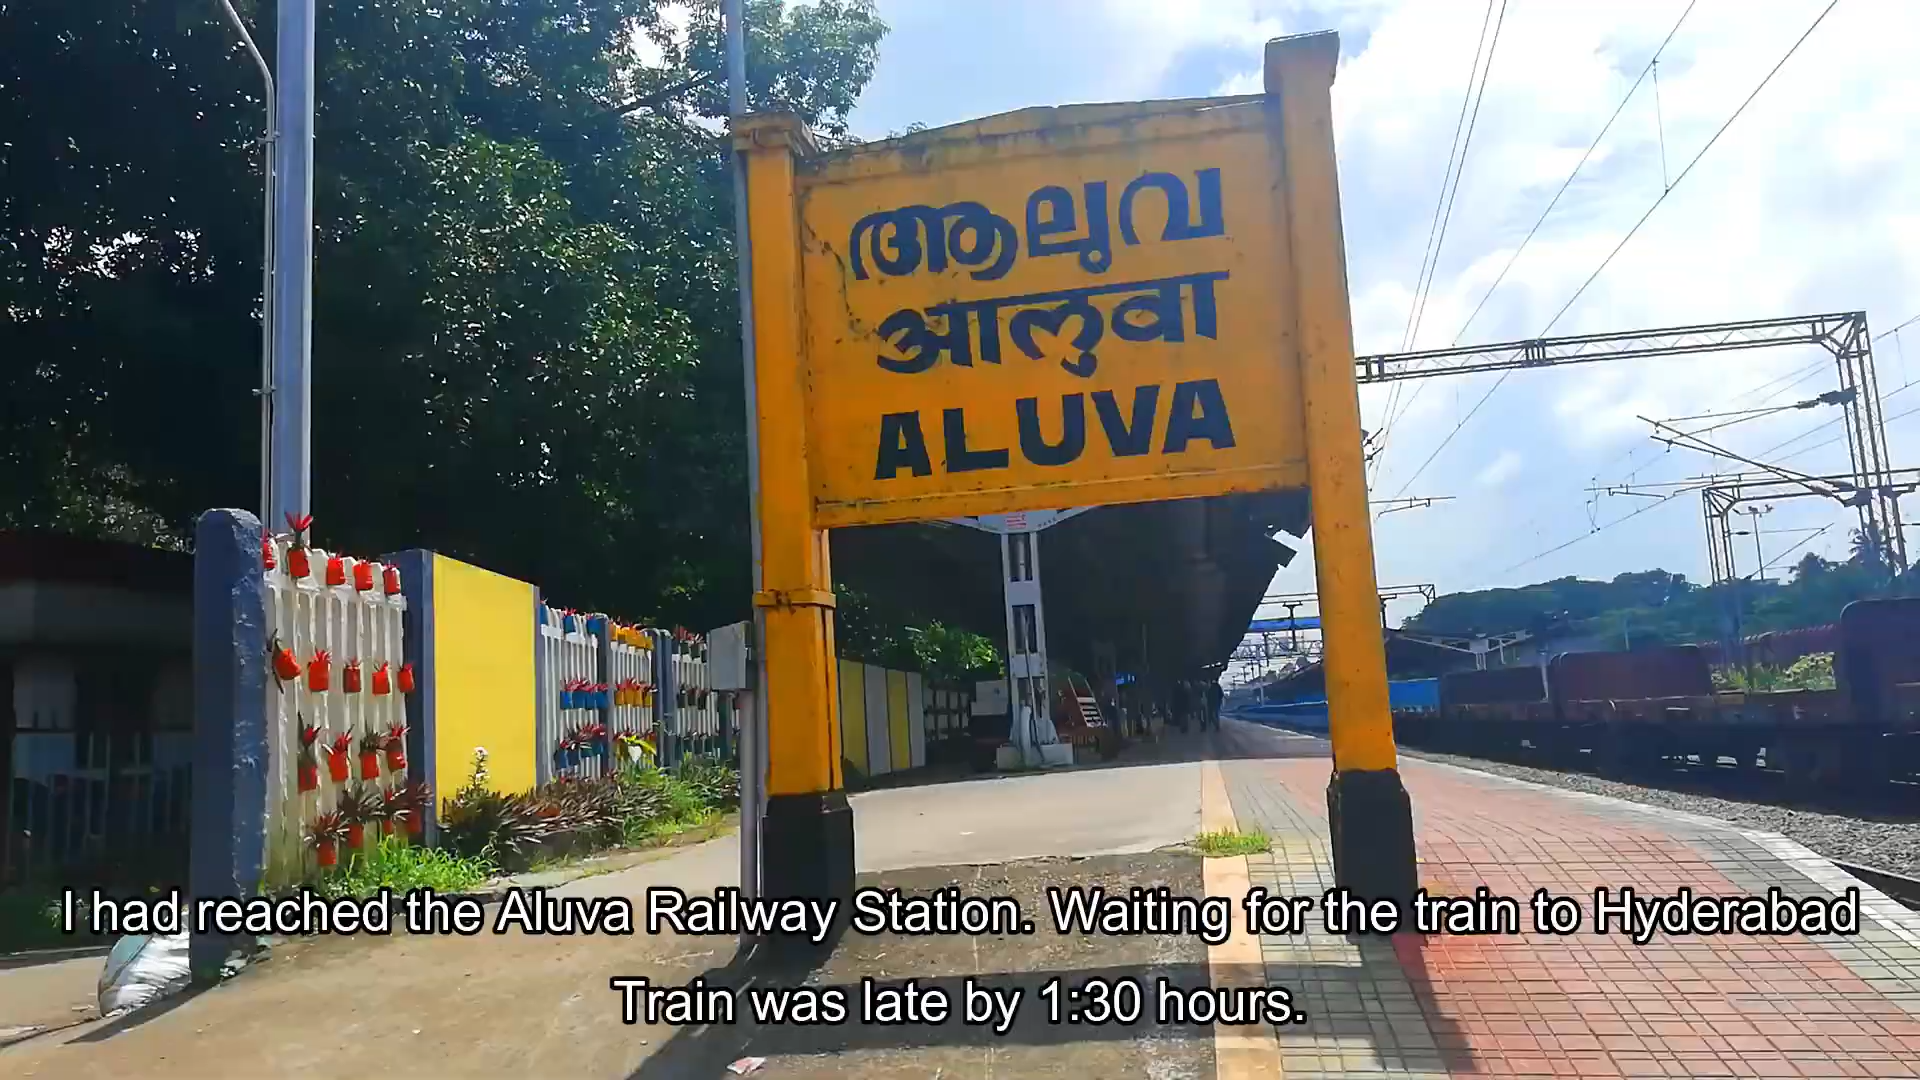 ആലുവ
आलुवा
ALUVA
I had reached the Aluva Railway Station. Waiting for the train to Hyderabad
Train was late by 1:30 hours.